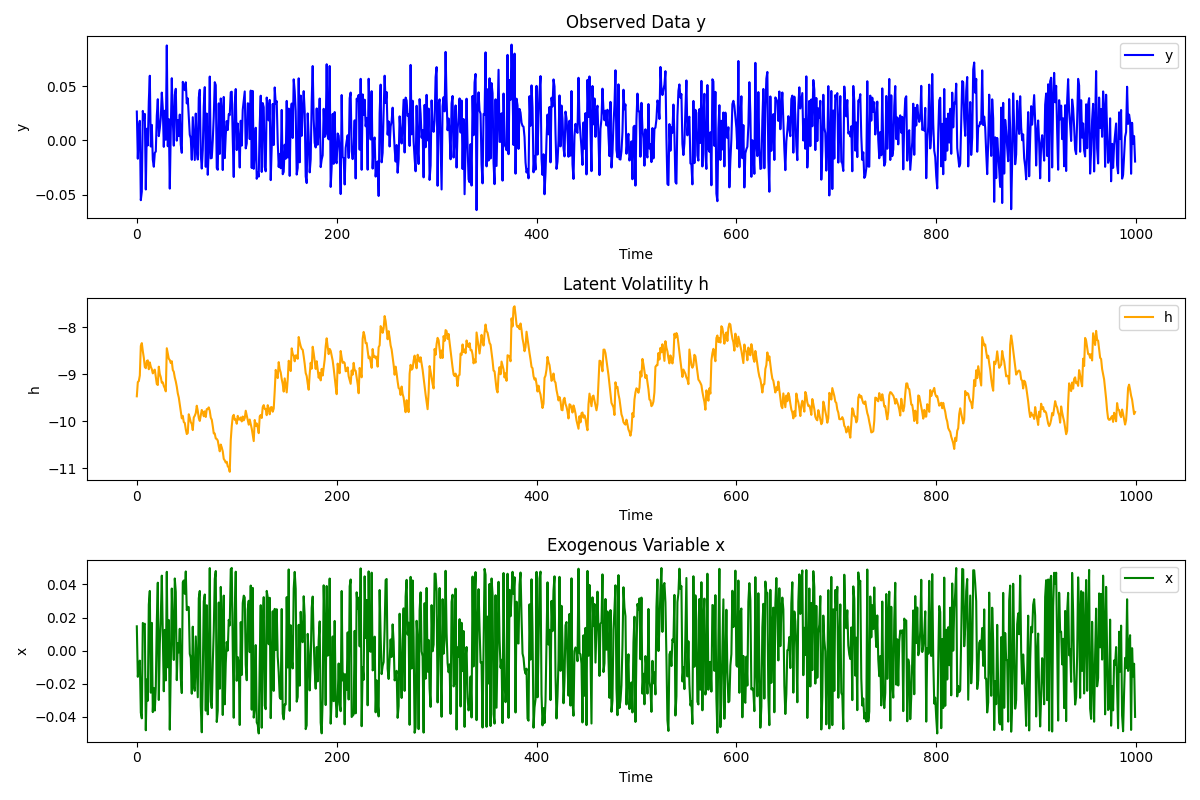 Observed Data y
y
0.05
0.00
−0.05
y
0 200 400 600 800 1000
Time
Latent Volatility h
h
−8
−9
−10
−11
h
0 200 400 600 800 1000
Time
Exogenous Variable x
x
0.04
0.02
0.00
−0.02
−0.04
x
0 200 400 600 800 1000
Time